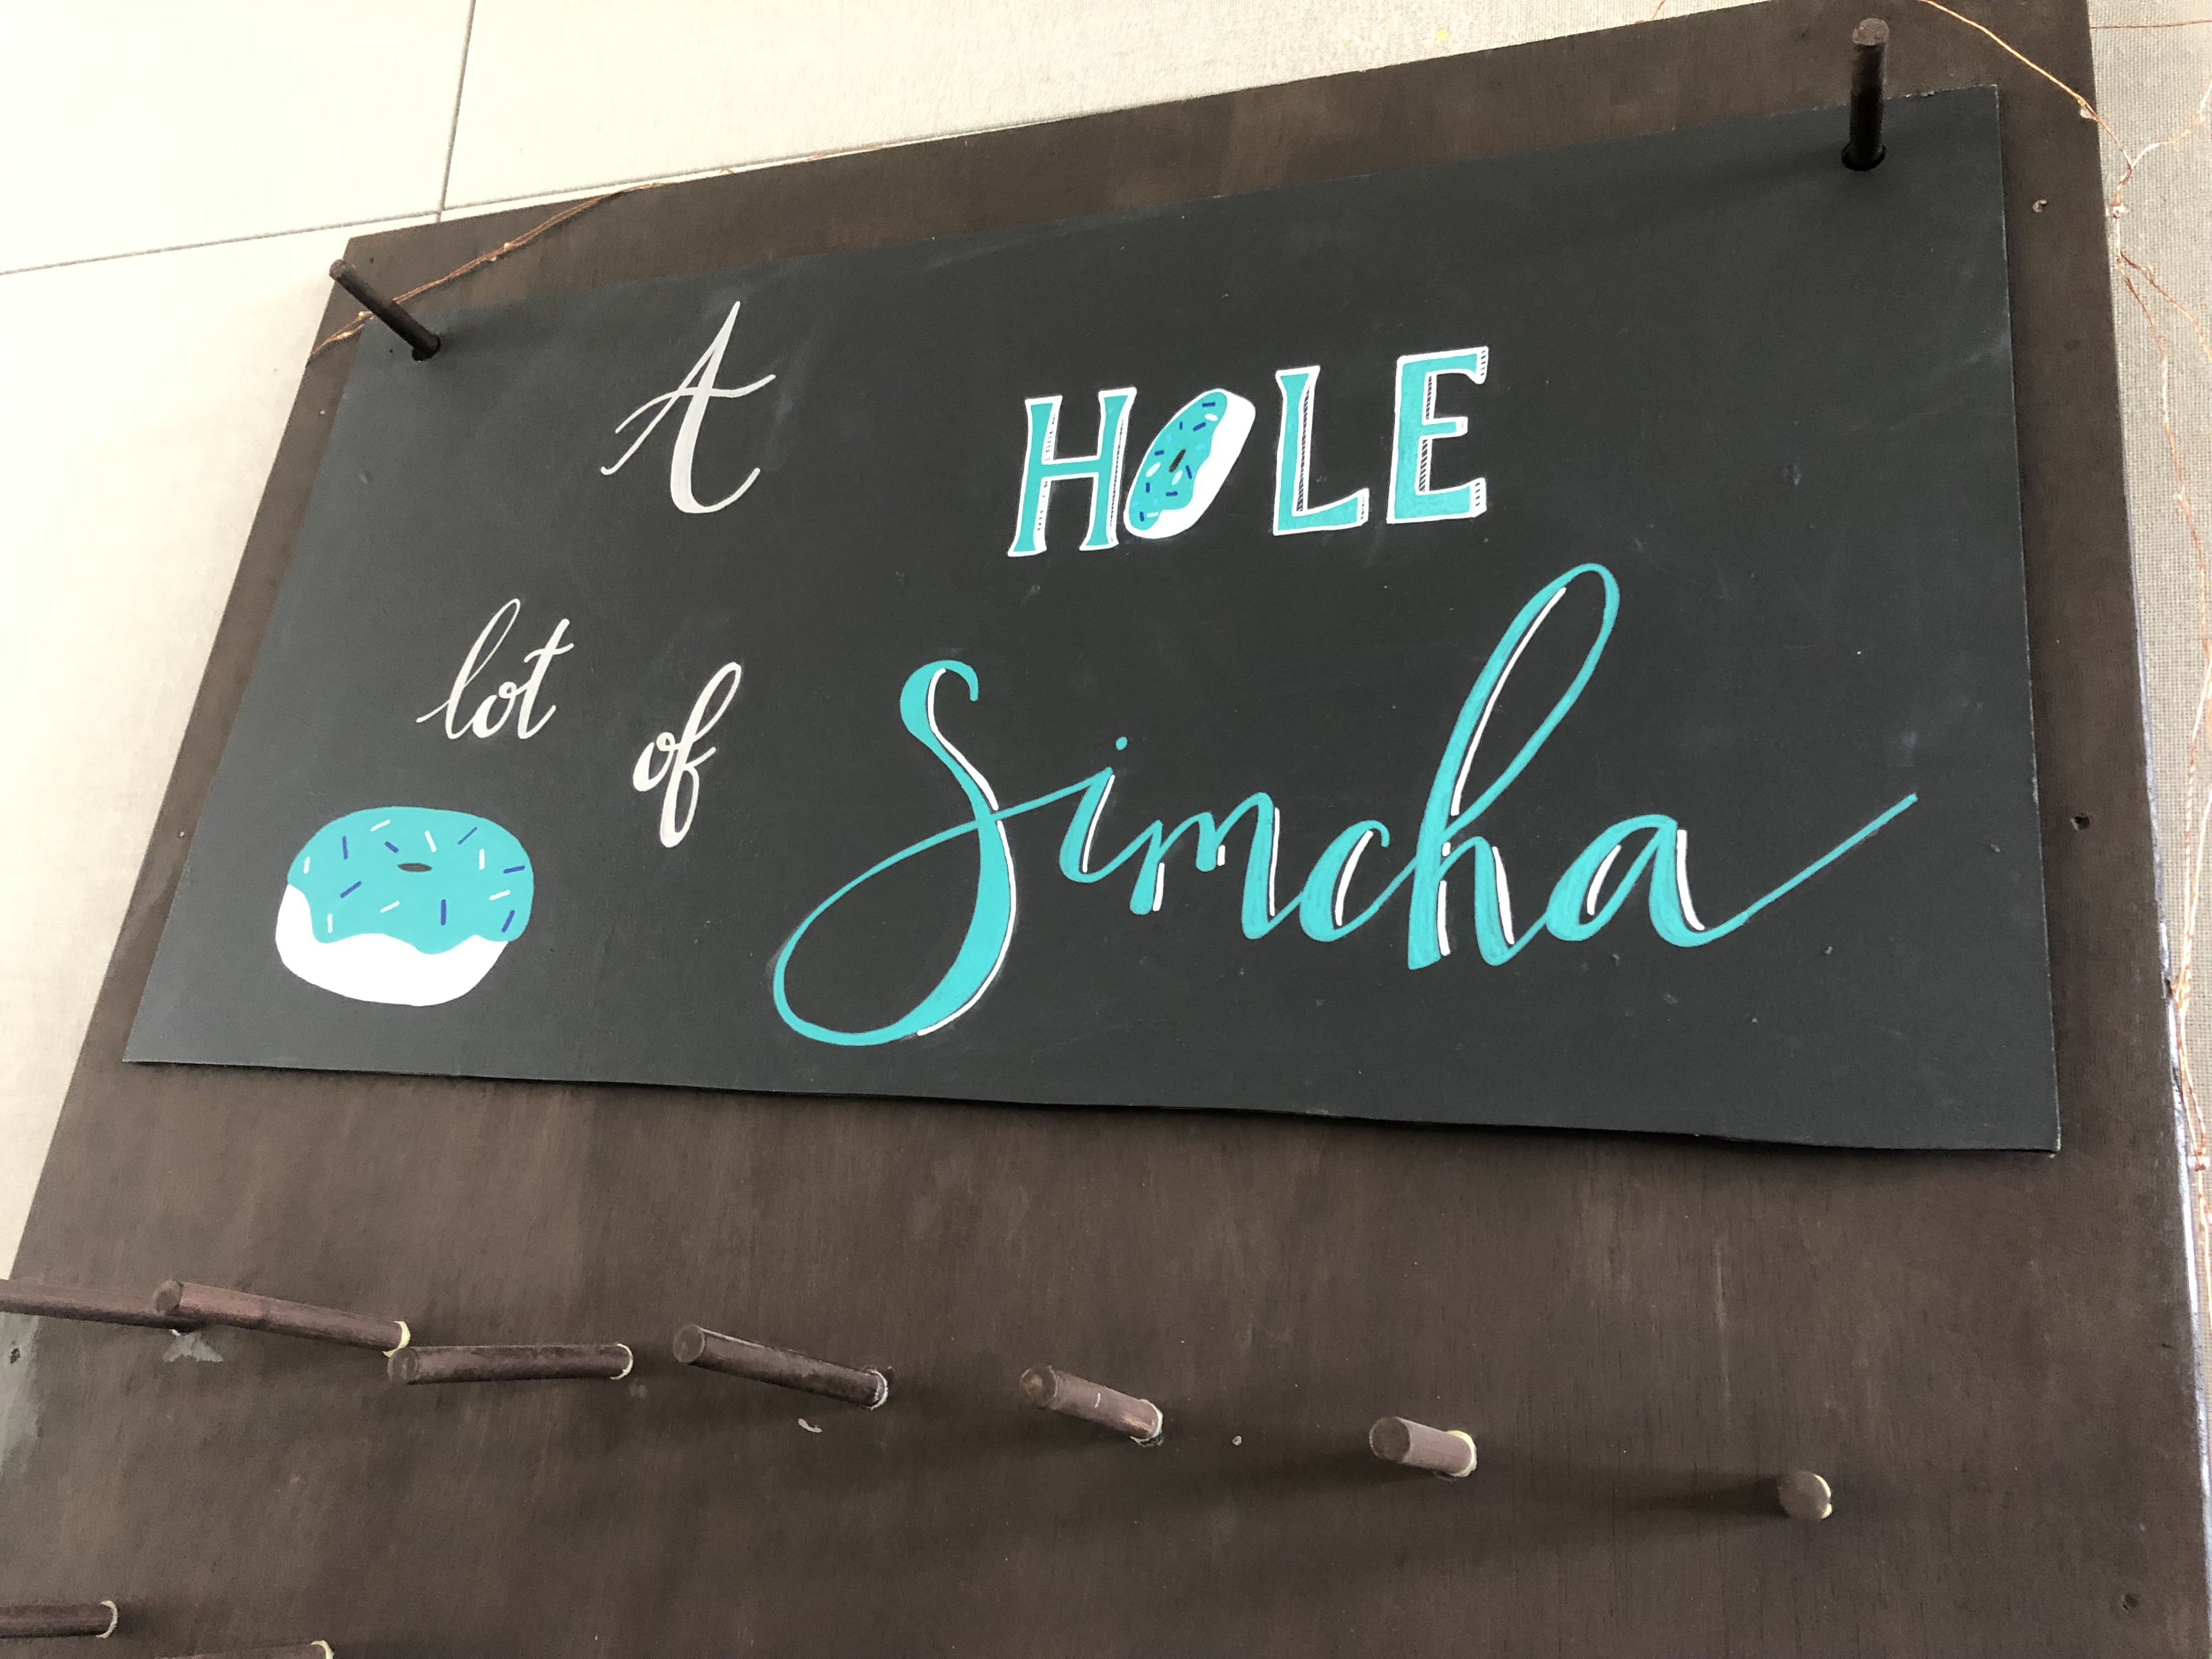 A HOLE
lot of Simcha